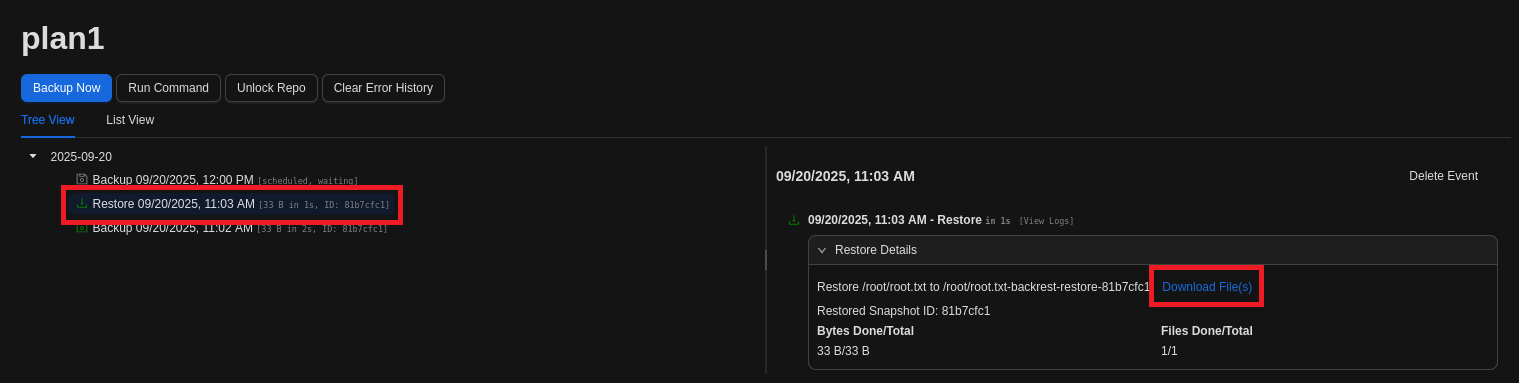 plan1
Backup Now Run Command Unlock Repo Clear Error History
Tree View List View
2025-09-20
Backup 09/20/2025, 12:00 PM [scheduled, waiting]
Restore 09/20/2025, 11:03 AM [33 B in 1s, ID: 81b7cfc1]
Backup 09/20/2025, 11:02 AM [33 B in 2s, ID: 81b7cfc1]
09/20/2025, 11:03 AM Delete Event
09/20/2025, 11:03 AM - Restore in 1s [View Logs]
Restore Details
Restore /root/root.txt to /root/root.txt-backrest-restore-81b7cfc1 Download File(s)
Restored Snapshot ID: 81b7cfc1
Bytes Done/Total Files Done/Total
33 B/33 B 1/1